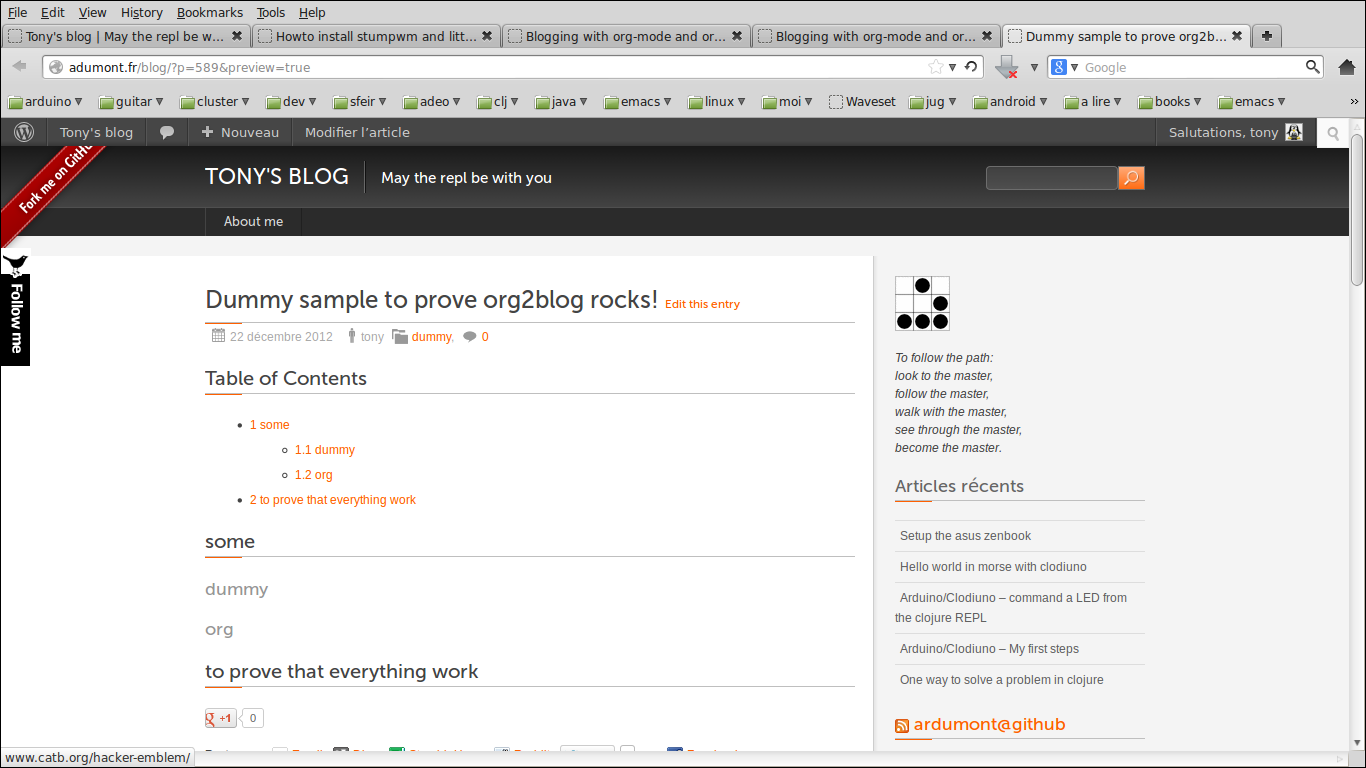 File Edit View History Bookmarks Tools Help
Tony's blog | May the repl be w... Howto install stumpwm and litt... Blogging with org-mode and or... Blogging with org-mode and or... Dummy sample to prove org2b...
adumont.fr/blog/?p=589&preview=true Google
arduino guitar cluster dev sfeir adeo clj java emacs linux moi Waveset jug android a lire books emacs »
Tony's blog + Nouveau Modifier l'article Salutations, tony
Fork me on GitHu
TONY'S BLOG May the repl be with you
About me
Follow me
Dummy sample to prove org2blog rocks! Edit this entry
22 décembre 2012 tony dummy, 0
Table of Contents
1 some
1.1 dummy
1.2 org
2 to prove that everything work
some
dummy
org
to prove that everything work
g +1 0
To follow the path:
look to the master,
follow the master,
walk with the master,
see through the master,
become the master.
Articles récents
Setup the asus zenbook
Hello world in morse with clodiuno
Arduino/Clodiuno – command a LED from
the clojure REPL
Arduino/Clodiuno – My first steps
One way to solve a problem in clojure
ardumont@github
www.catb.org/hacker-emblem/